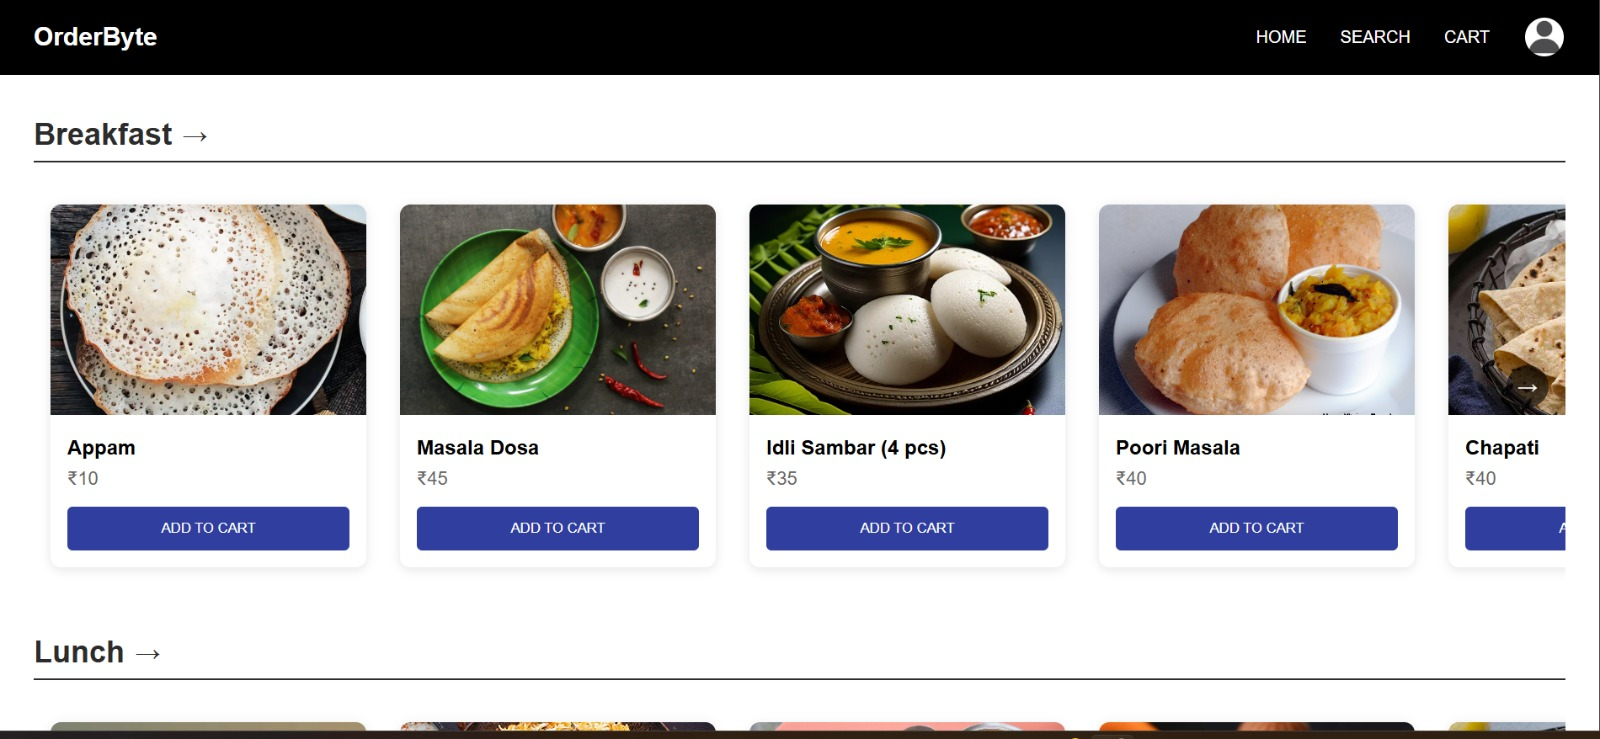 OrderByte
HOME SEARCH CART
Breakfast →
Appam
₹10
ADD TO CART
Masala Dosa
₹45
ADD TO CART
Idli Sambar (4 pcs)
₹35
ADD TO CART
Poori Masala
₹40
ADD TO CART
Chapati
₹40
→
Lunch →